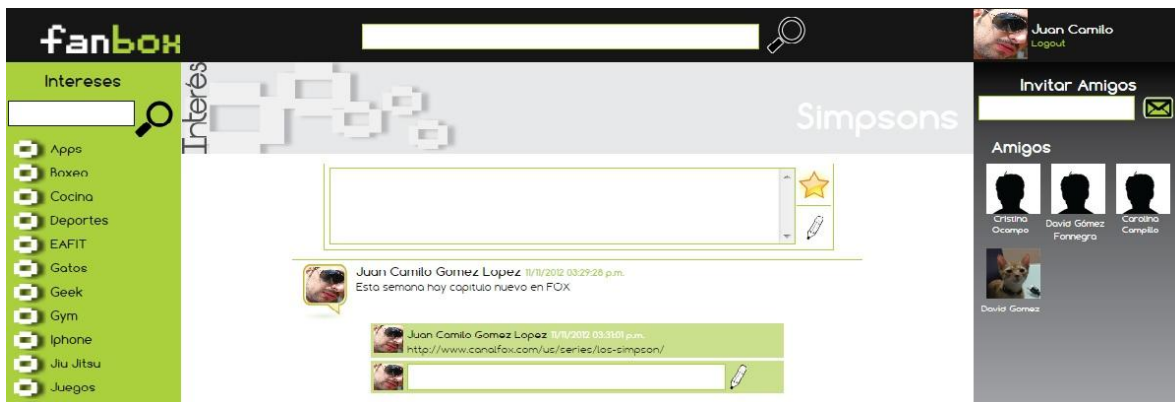 fanbox
Juan Camilo
Logout
Intereses
Apps
Boxeo
Cocina
Deportes
EAFIT
Gatos
Geek
Gym
Iphone
Jiu Jitsu
Juegos
Interés
Simpsons
Juan Camilo Gomez Lopez 11/11/2012 03:29:28 p.m.
Esta semana hay capitulo nuevo en FOX
Juan Camilo Gomez Lopez 11/11/2012 03:31:01 p.m.
http://www.canalfox.com/us/series/los-simpson/
Invitar Amigos
Amigos
Cristina
Ocampo
David Gómez
Fonnegra
Carolina
Campillo
David Gomez